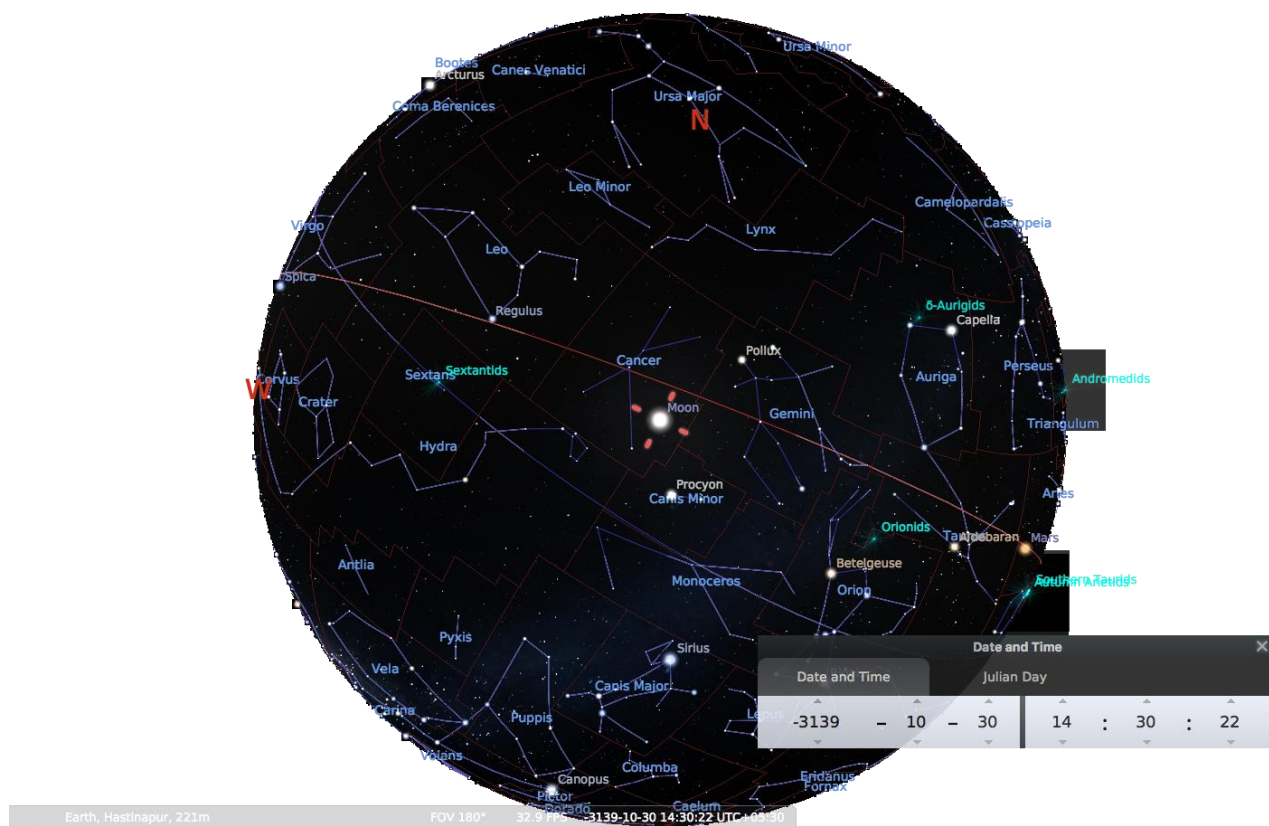 Ursa Minor
Bootes
Arcturus
Canes Venatici
Ursa Major
Coma Berenices
N
Leo Minor
Camelopardalis
Cassiopeia
Virgo
Lynx
Leo
Spica
δ-Aurigids
Regulus
Capella
Pollux
Cancer
Perseus
Sextans
Sextantids
Auriga
Andromedids
Corvus
W
Crater
Moon
Gemini
Triangulum
Hydra
Procyon
Canis Minor
Aries
Orionids
Aldebaran
Mars
Antlia
Betelgeuse
Monoceros
Orion
Southern Taurids
Pyxis
Sirius
Vela
Canis Major
Date and Time
×
Date and Time
Julian Day
Carina
Puppis
Lepus
-3139 – 10 – 30 14 : 30 : 22
Volans
Columba
Canopus
Eridanus
Fornax
Pictor
Dorado
Caelum
Earth, Hastinapur, 221m FOV 180° 32.9 FPS -3139-10-30 14:30:22 UTC+05:30